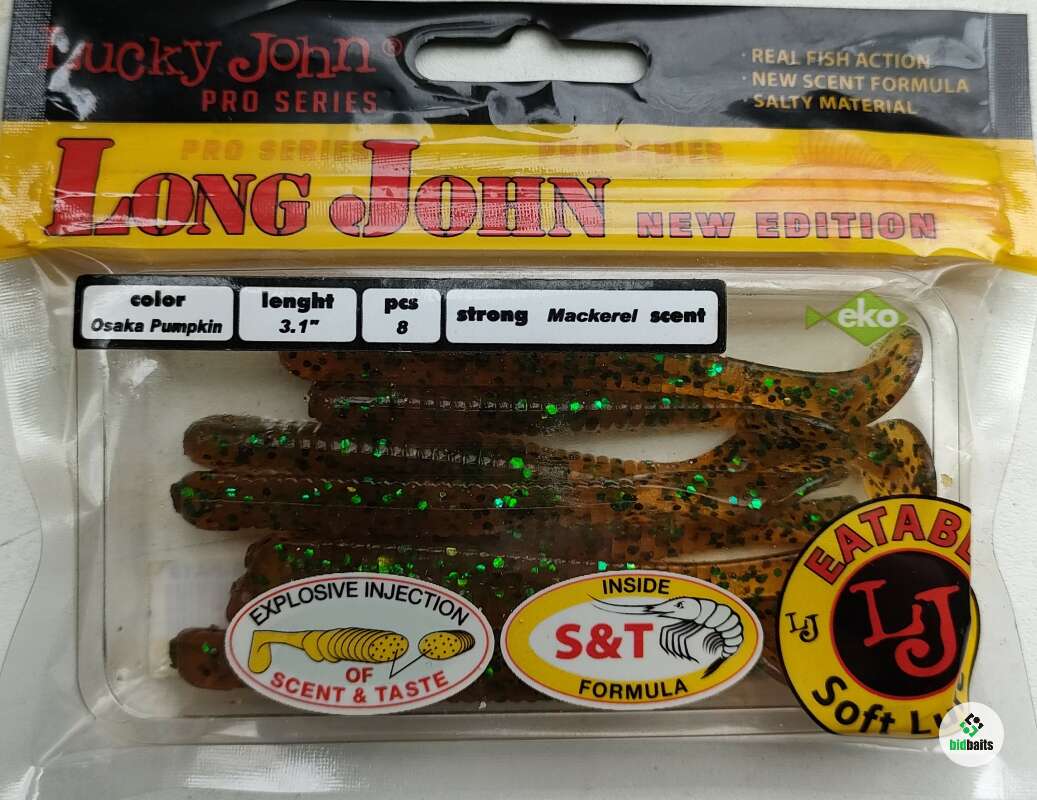 Lucky John®
PRO SERIES
· REAL FISH ACTION
· NEW SCENT FORMULA
SALTY MATERIAL
PRO SERIES PRO SERIES
LONG JOHN NEW EDITION
color
Osaka Pumpkin
lenght
3.1"
pcs
8
strong Mackerel scent
eko
EXPLOSIVE INJECTION
OF
SCENT & TASTE
INSIDE
S&T
FORMULA
EATAB
LJ
LJ
Soft
bidbaits